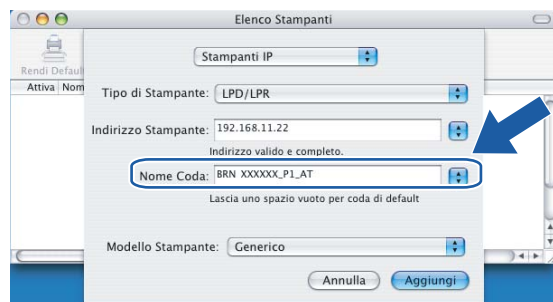 Elenco Stampanti
Stampanti IP
Rendi Defaul
Attiva Nom
Tipo di Stampante: LPD/LPR
Indirizzo Stampante: 192.168.11.22
Indirizzo valido e completo.
Nome Coda: BRN XXXXXX_P1_AT
Lascia uno spazio vuoto per coda di default
Modello Stampante: Generico
Annulla Aggiungi